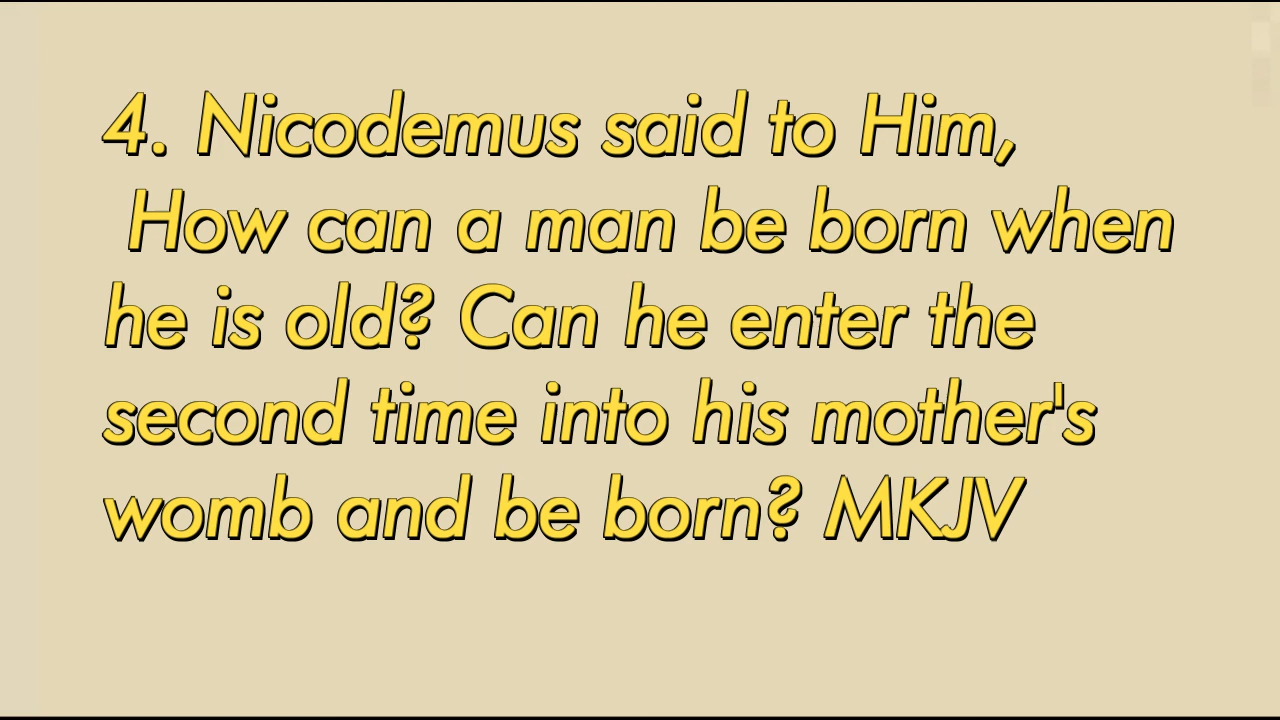 4. Nicodemus said to Him,
How can a man be born when
he is old? Can he enter the
second time into his mother's
womb and be born? MKJV